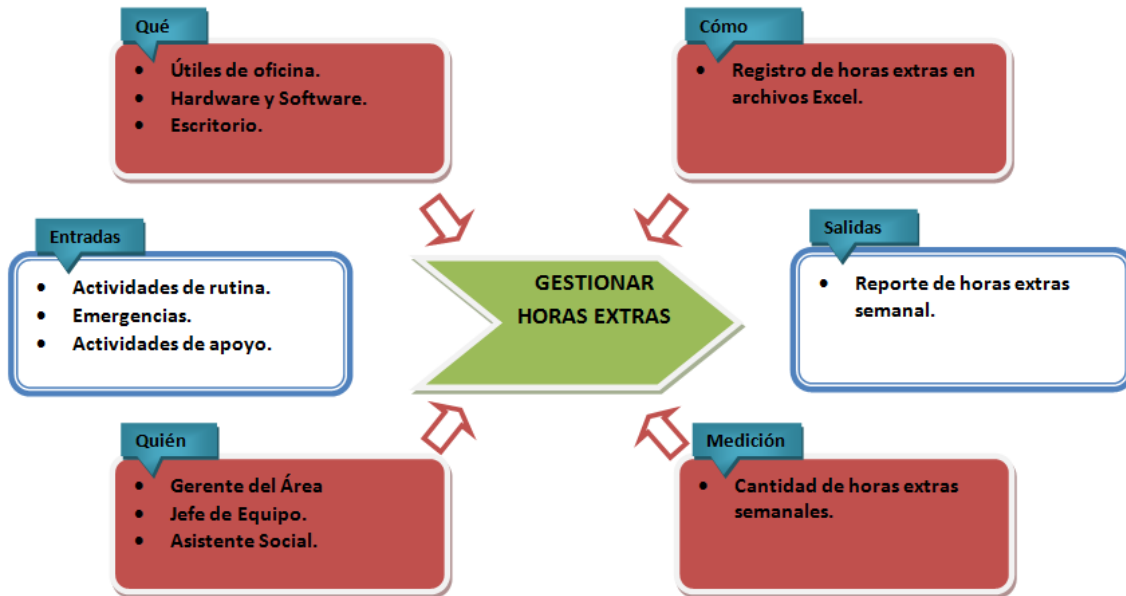 Qué
• Útiles de oficina.
• Hardware y Software.
• Escritorio.
Cómo
• Registro de horas extras en
archivos Excel.
Entradas
• Actividades de rutina.
• Emergencias.
• Actividades de apoyo.
GESTIONAR
HORAS EXTRAS
Salidas
• Reporte de horas extras
semanal.
Quién
• Gerente del Área
• Jefe de Equipo.
• Asistente Social.
Medición
• Cantidad de horas extras
semanales.